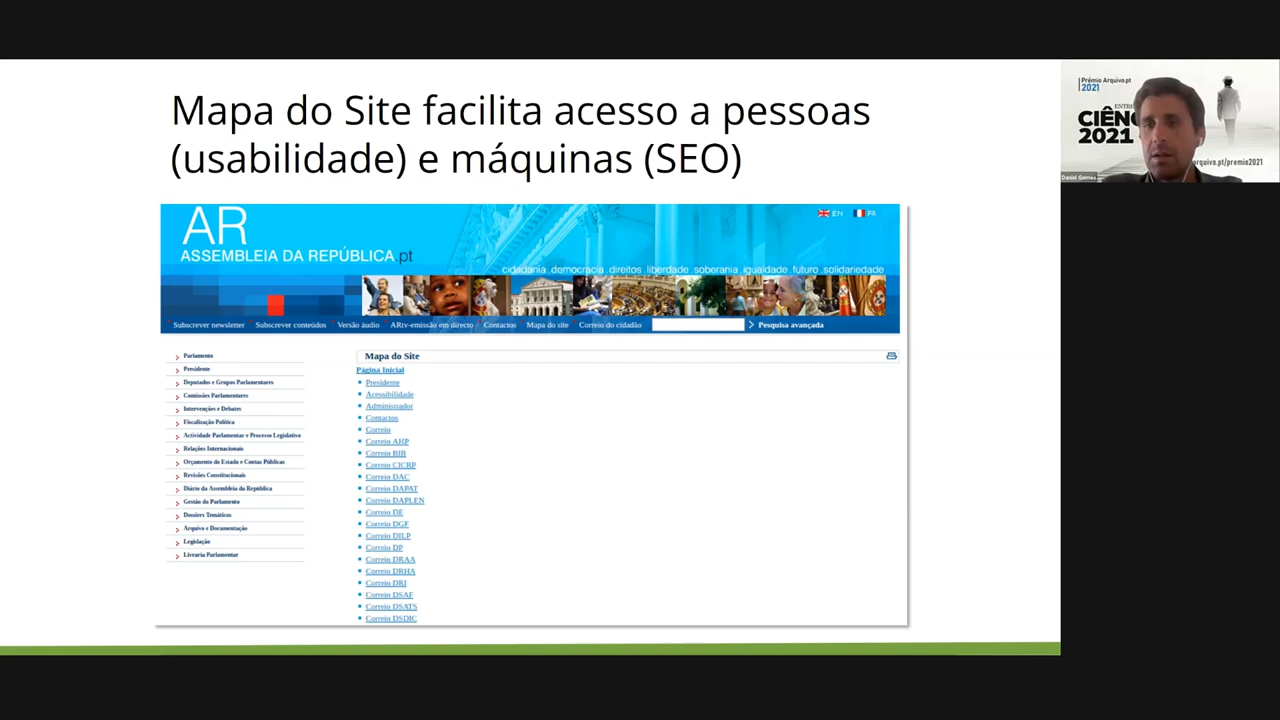 Mapa do Site facilita acesso a pessoas
(usabilidade) e máquinas (SEO)
AR
ASSEMBLEIA DA REPÚBLICA.pt
EN FR
cidadania.democracia.direitos.liberdade.soberania.igualdade.futuro.solidariedade
Subscrever newsletter Subscrever conteúdos Versão áudio ARtv-emissão em directo Contactos Mapa do site Correio do cidadão Pesquisa avançada
Parlamento
Presidente
Deputados e Grupos Parlamentares
Comissões Parlamentares
Intervenções e Debates
Fiscalização Política
Actividade Parlamentar e Processo Legislativo
Relações Internacionais
Orçamento do Estado e Contas Públicas
Revisões Constitucionais
Diário da Assembleia da República
Gestão do Parlamento
Dossiers Temáticos
Arquivo e Documentação
Legislação
Livraria Parlamentar
Mapa do Site
Página Inicial
Presidente
Acessibilidade
Administrador
Contactos
Correio
Correio AHP
Correio BIB
Correio CICRP
Correio DAC
Correio DAPAT
Correio DAPLEN
Correio DE
Correio DGF
Correio DILP
Correio DP
Correio DRAA
Correio DRHA
Correio DRI
Correio DSAF
Correio DSATS
Correio DSDIC
Prémio Arquivo.pt
2021
CIÊN
2021
arquivo.pt/premio2021
Daniel Gomes